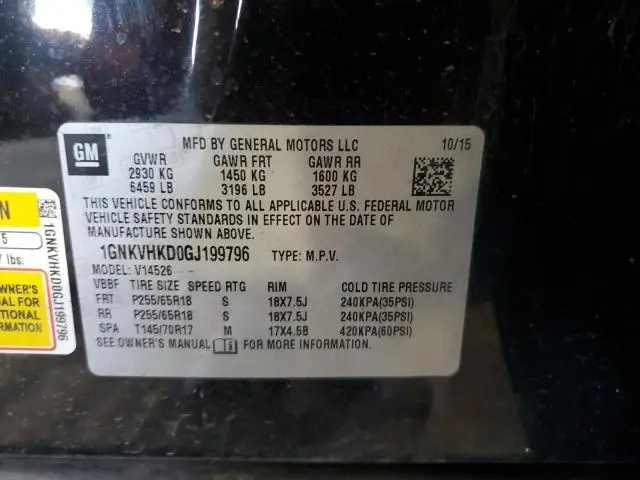 GM
MFD BY GENERAL MOTORS LLC 10/15
GVWR GAWR FRT GAWR RR
2930 KG 1450 KG 1600 KG
6459 LB 3196 LB 3527 LB
THIS VEHICLE CONFORMS TO ALL APPLICABLE U.S. FEDERAL MOTOR
VEHICLE SAFETY STANDARDS IN EFFECT ON THE DATE OF
MANUFACTURE SHOWN ABOVE.
1GNKVHKD0GJ199796 TYPE: M.P.V.
MODEL: V14526
VBBF TIRE SIZE SPEED RTG RIM COLD TIRE PRESSURE
FRT P255/65R18 S 18X7.5J 240KPA(35PSI)
RR P255/65R18 S 18X7.5J 240KPA(35PSI)
SPA T145/70R17 M 17X4.5B 420KPA(60PSI)
SEE OWNER'S MANUAL FOR MORE INFORMATION.
N
5
lbs.
OWNER'S
MANUAL FOR
1GNKVHKD0GJ199796